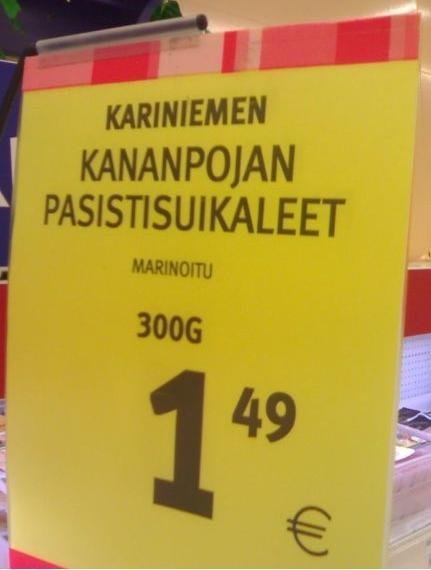 KARINIEMEN
KANANPOJAN
PASISTISUIKALEET
MARINOITU
300G
1 49
€